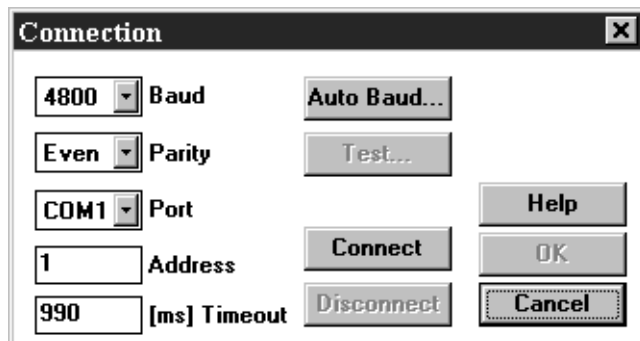 Connection
4800 Baud Auto Baud...
Even Parity Test...
COM1 Port Help
1 Address Connect OK
990 [ms] Timeout Disconnect Cancel